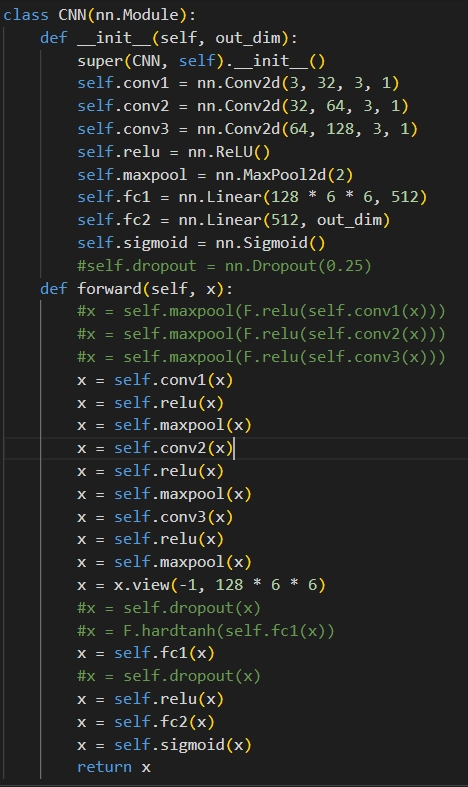 class CNN(nn.Module):
    def __init__(self, out_dim):
        super(CNN, self).__init__()
        self.conv1 = nn.Conv2d(3, 32, 3, 1)
        self.conv2 = nn.Conv2d(32, 64, 3, 1)
        self.conv3 = nn.Conv2d(64, 128, 3, 1)
        self.relu = nn.ReLU()
        self.maxpool = nn.MaxPool2d(2)
        self.fc1 = nn.Linear(128 * 6 * 6, 512)
        self.fc2 = nn.Linear(512, out_dim)
        self.sigmoid = nn.Sigmoid()
        #self.dropout = nn.Dropout(0.25)
    def forward(self, x):
        #x = self.maxpool(F.relu(self.conv1(x)))
        #x = self.maxpool(F.relu(self.conv2(x)))
        #x = self.maxpool(F.relu(self.conv3(x)))
        x = self.conv1(x)
        x = self.relu(x)
        x = self.maxpool(x)
        x = self.conv2(x)
        x = self.relu(x)
        x = self.maxpool(x)
        x = self.conv3(x)
        x = self.relu(x)
        x = self.maxpool(x)
        x = x.view(-1, 128 * 6 * 6)
        #x = self.dropout(x)
        #x = F.hardtanh(self.fc1(x))
        x = self.fc1(x)
        #x = self.dropout(x)
        x = self.relu(x)
        x = self.fc2(x)
        x = self.sigmoid(x)
        return x